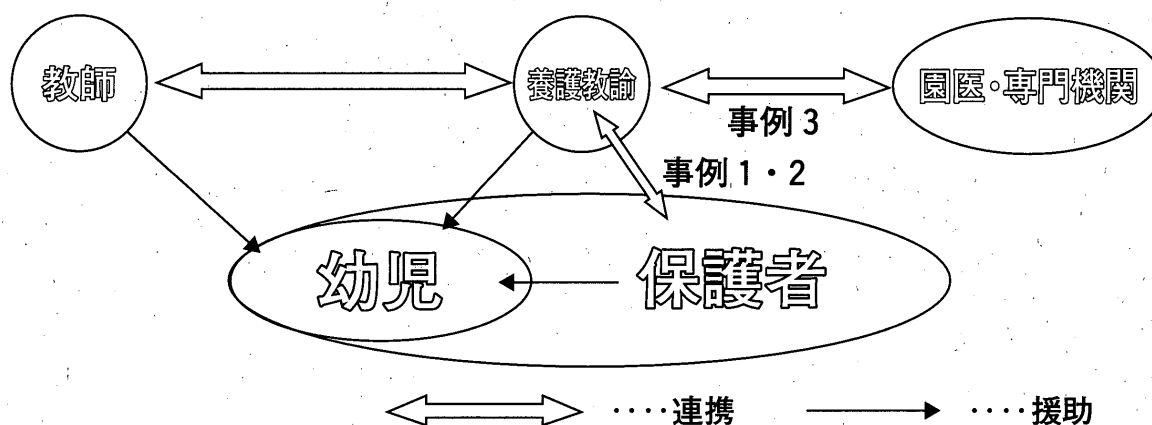 教師
養護教諭
園医・専門機関
事例3
事例1・2
幼児
保護者
‥‥連携
‥‥援助